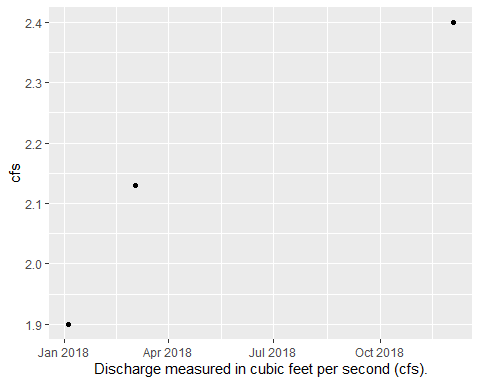 2.4
2.3
2.2
2.1
2.0
1.9
cfs
Jan 2018 Apr 2018 Jul 2018 Oct 2018
Discharge measured in cubic feet per second (cfs).